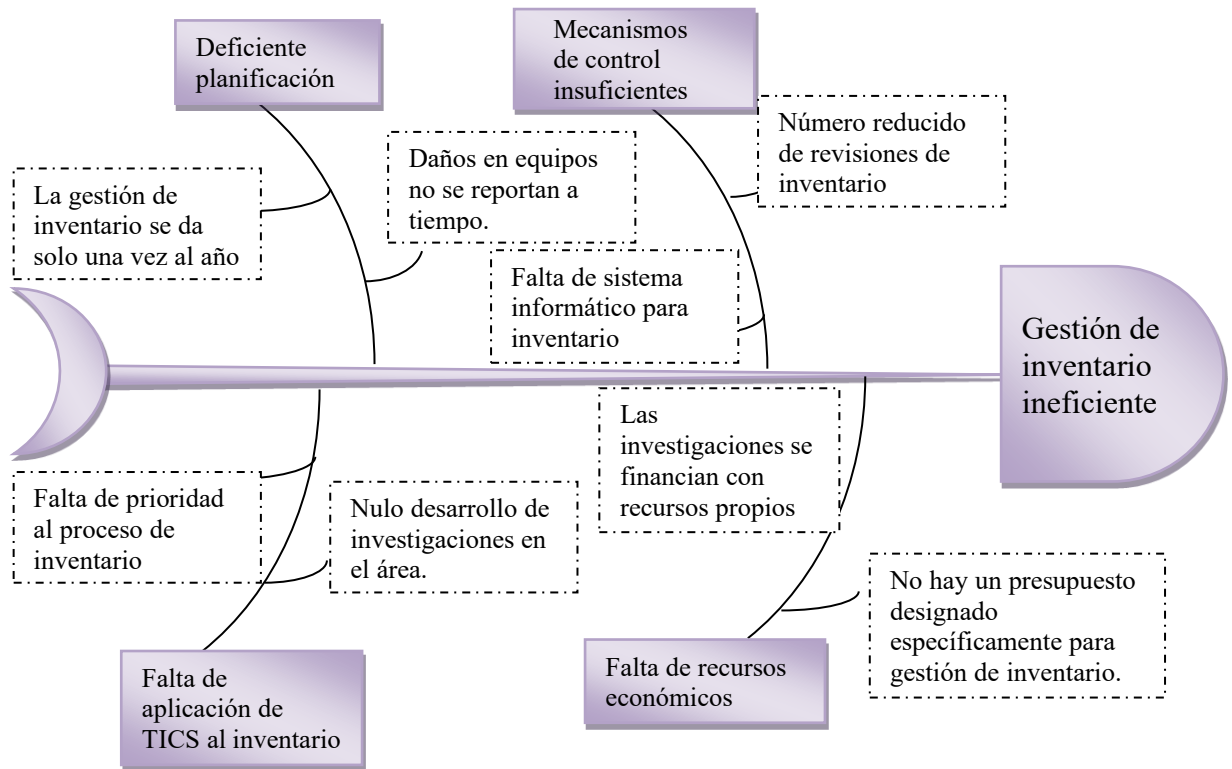 Deficiente
planificación
Mecanismos
de control
insuficientes
Número reducido
de revisiones de
inventario
Daños en equipos
no se reportan a
tiempo.
La gestión de
inventario se da
solo una vez al año
Falta de sistema
informático para
inventario
Gestión de
inventario
ineficiente
Las
investigaciones se
financian con
recursos propios
Falta de prioridad
al proceso de
inventario
Nulo desarrollo de
investigaciones en
el área.
No hay un presupuesto
designado
específicamente para
gestión de inventario.
Falta de
aplicación de
TICS al inventario
Falta de recursos
económicos